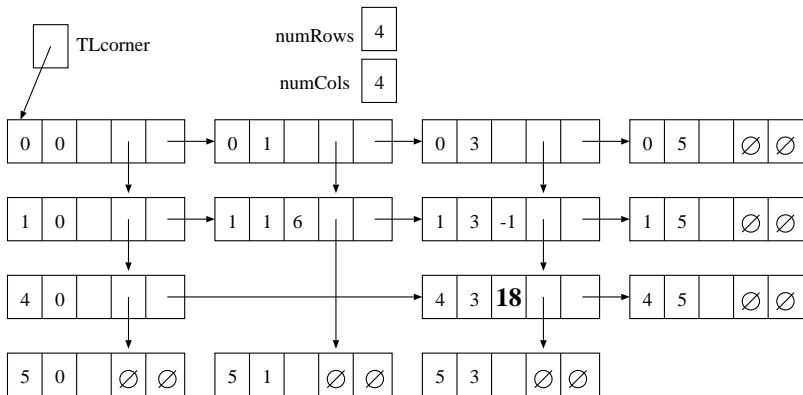 numRows 4
TLcorner
numCols 4
0 0 0 1 0 3 0 5 ∅ ∅
1 0 1 1 6 1 3 -1 1 5 ∅ ∅
4 0 4 3 18 4 5 ∅ ∅
5 0 ∅ ∅ 5 1 ∅ ∅ 5 3 ∅ ∅